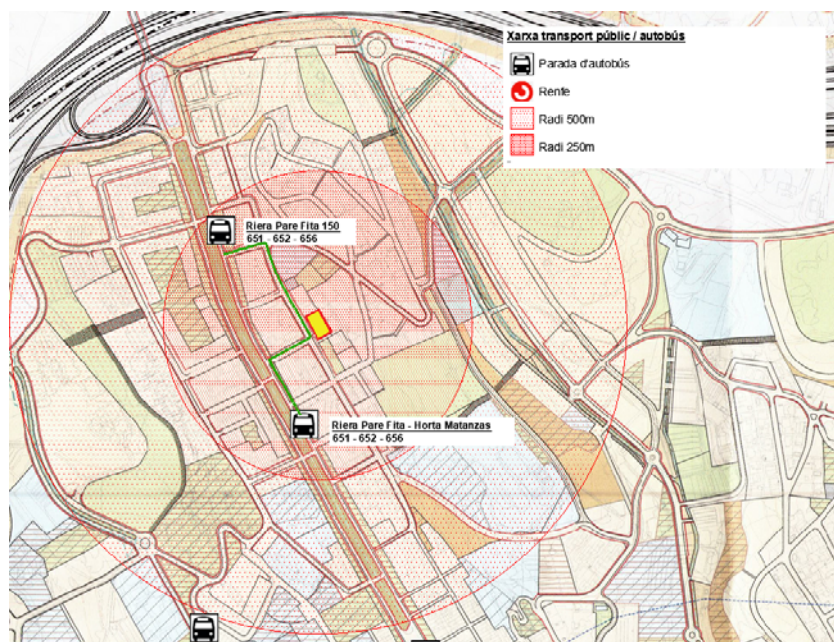 Xarxa transport públic / autobús
Parada d'autobús
Renfe
Radi 500m
Radi 250m
Riera Pare Fita 150
651 - 652 - 656
Riera Pare Fita - Horta Matanzas
651 - 652 - 656